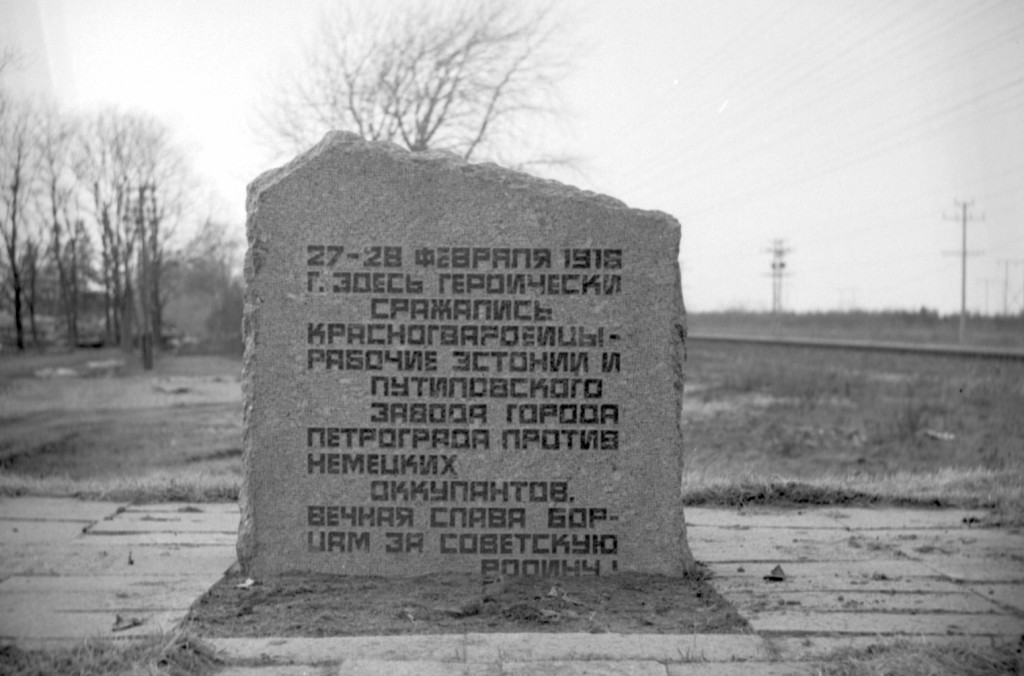 27-28 ФЕВРАЛЯ 1918
Г. ЗДЕСЬ ГЕРОИЧЕСКИ
СРАЖАЛИСЬ
КРАСНОГВАРДЕЙЦЫ-
РАБОЧИЕ ЭСТОНИИ И
ПУТИЛОВСКОГО
ЗАВОДА ГОРОДА
ПЕТРОГРАДА ПРОТИВ
НЕМЕЦКИХ
ОККУПАНТОВ.
ВЕЧНАЯ СЛАВА БОР-
ЦАМ ЗА СОВЕТСКУЮ
РОДИНУ!